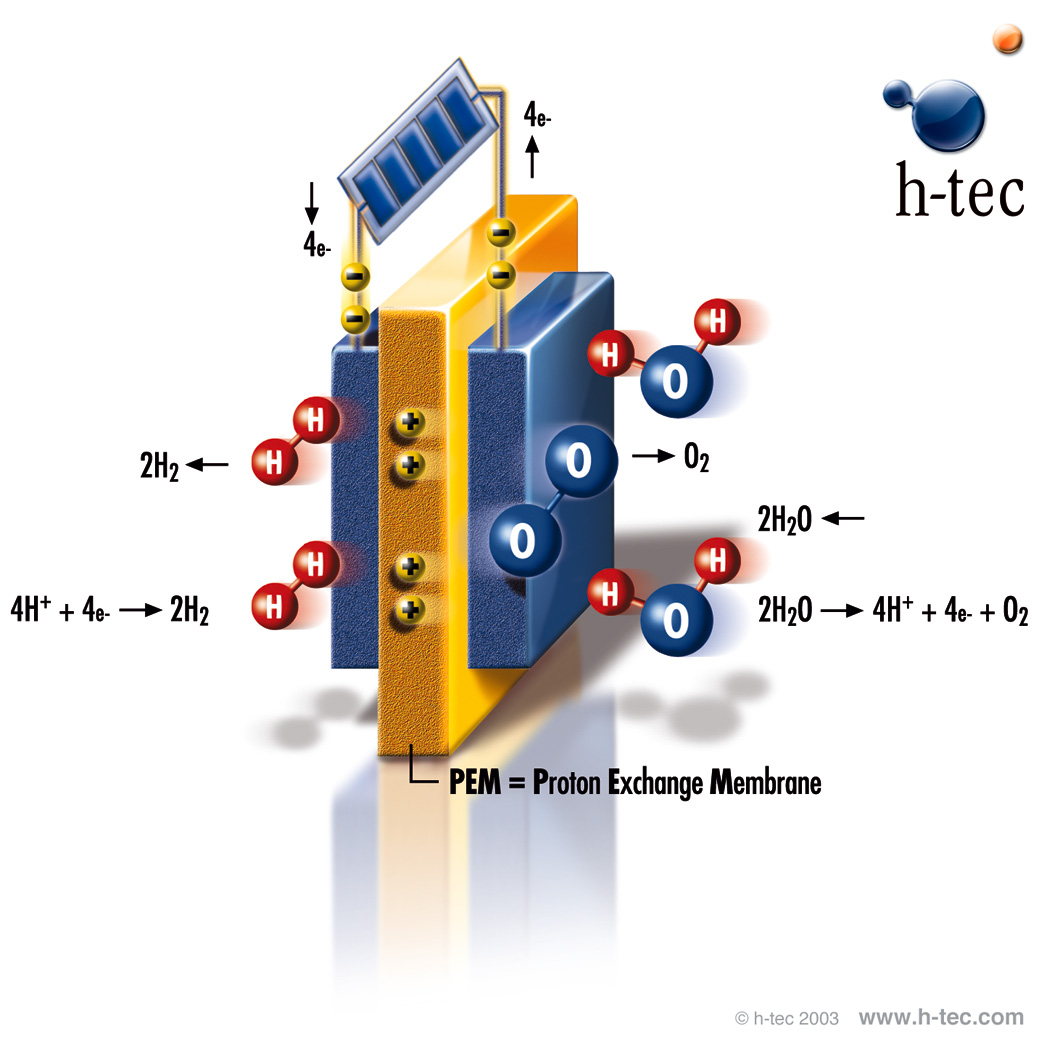 h-tec
4e-
4e-
H
H
O
H
H
O
O
2H₂ ←
→ O₂
2H₂O ←
H
H
H
H
O
4H⁺ + 4e- → 2H₂
2H₂O → 4H⁺ + 4e- + O₂
PEM = Proton Exchange Membrane
© h-tec 2003 www.h-tec.com